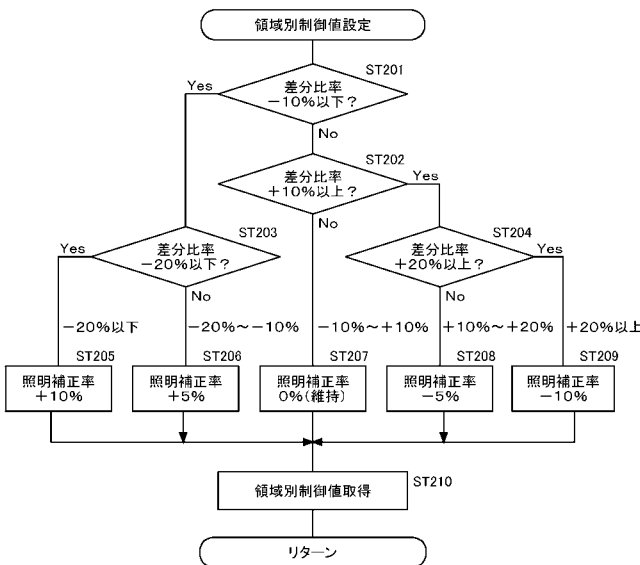 領域別制御値設定
ST201
Yes
差分比率
−10%以下？
No
ST202
差分比率
＋10%以上？
Yes
No
ST203
Yes
差分比率
−20%以下？
No
ST204
差分比率
＋20%以上？
Yes
No
−20%以下
−20%～−10%
−10%～＋10%
＋10%～＋20%
＋20%以上
ST205
照明補正率
＋10%
ST206
照明補正率
＋5%
ST207
照明補正率
0%(維持)
ST208
照明補正率
−5%
ST209
照明補正率
−10%
領域別制御値取得
ST210
リターン